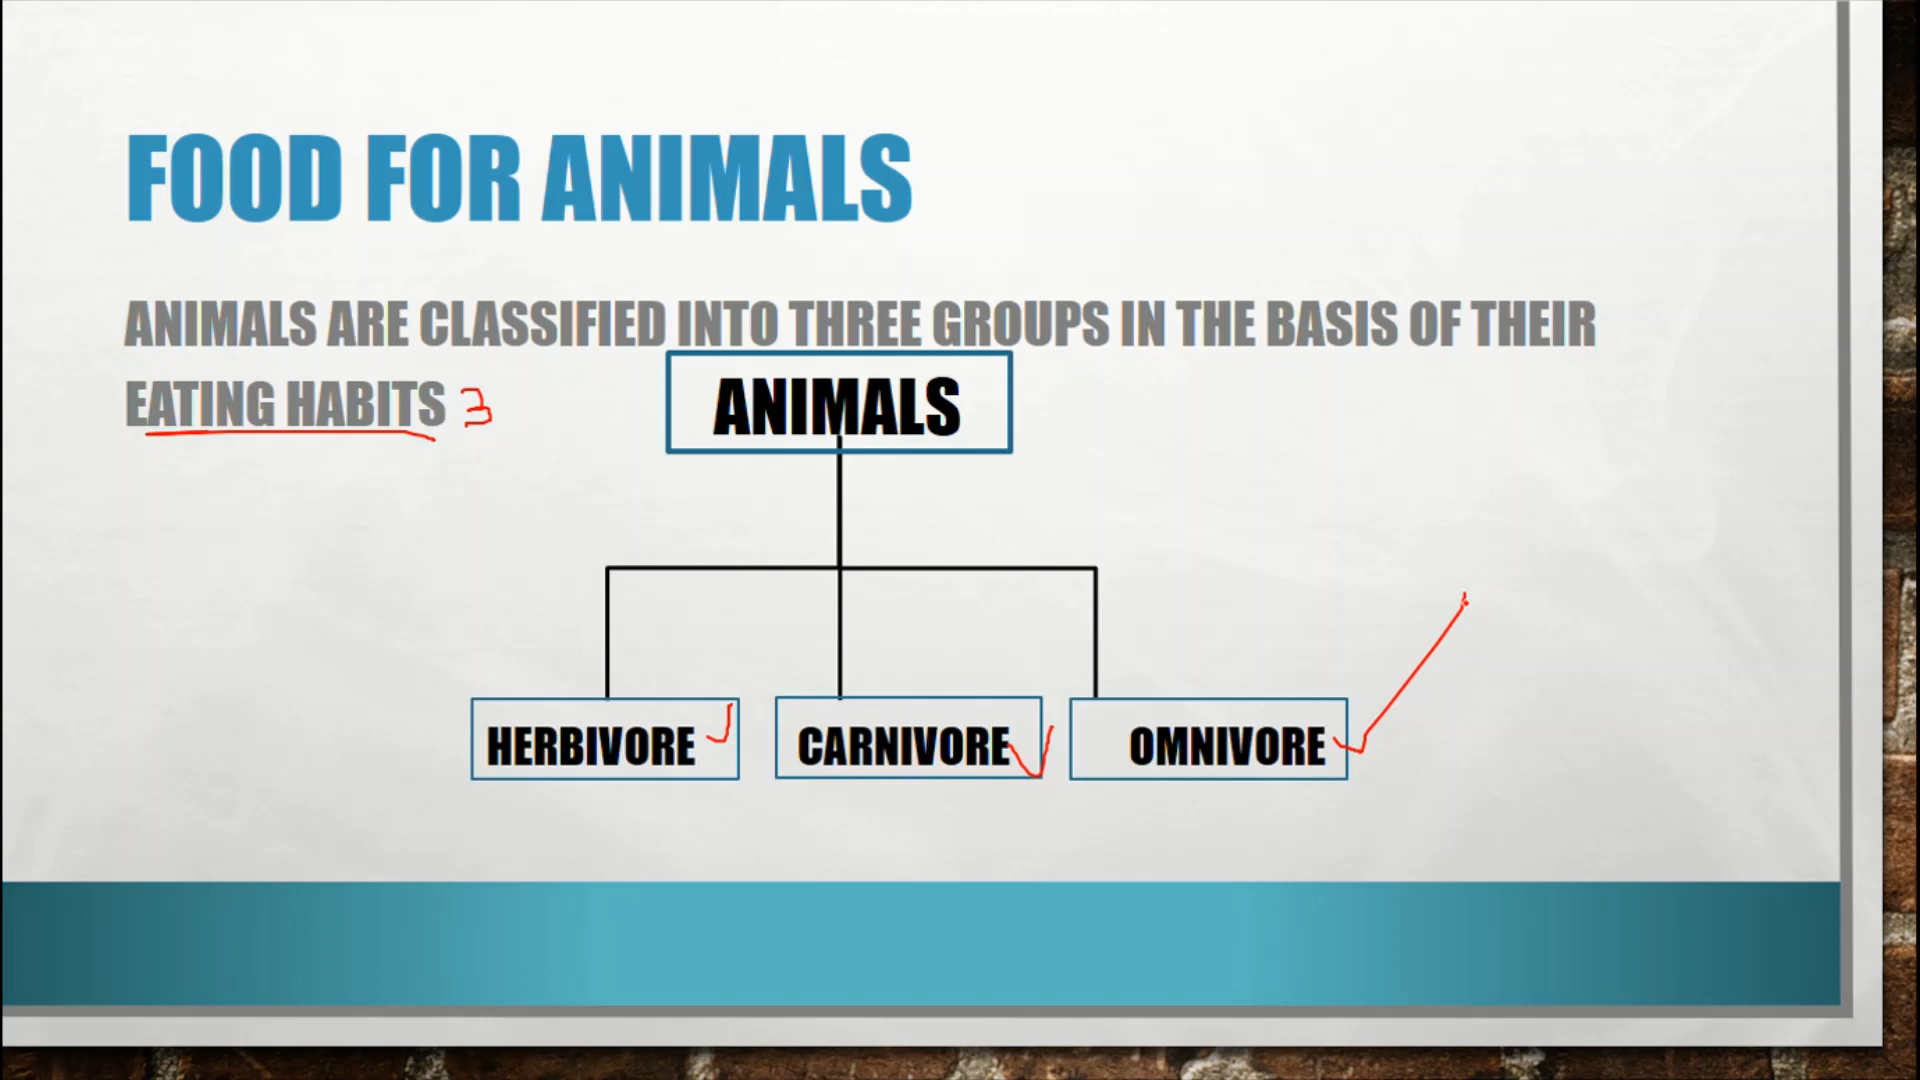 FOOD FOR ANIMALS
ANIMALS ARE CLASSIFIED INTO THREE GROUPS IN THE BASIS OF THEIR
EATING HABITS 3
ANIMALS
HERBIVORE
CARNIVORE
OMNIVORE